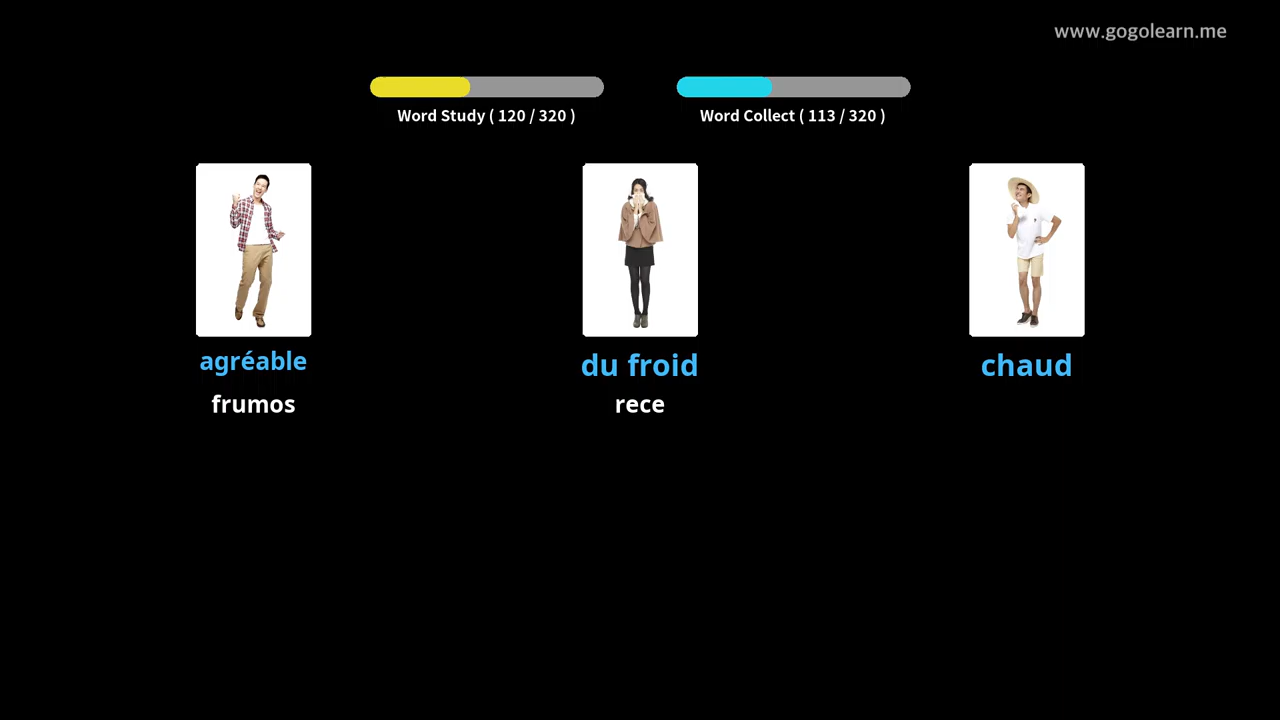 www.gogolearn.me
Word Study ( 120 / 320 )
Word Collect ( 113 / 320 )
agréable
du froid
chaud
frumos
rece